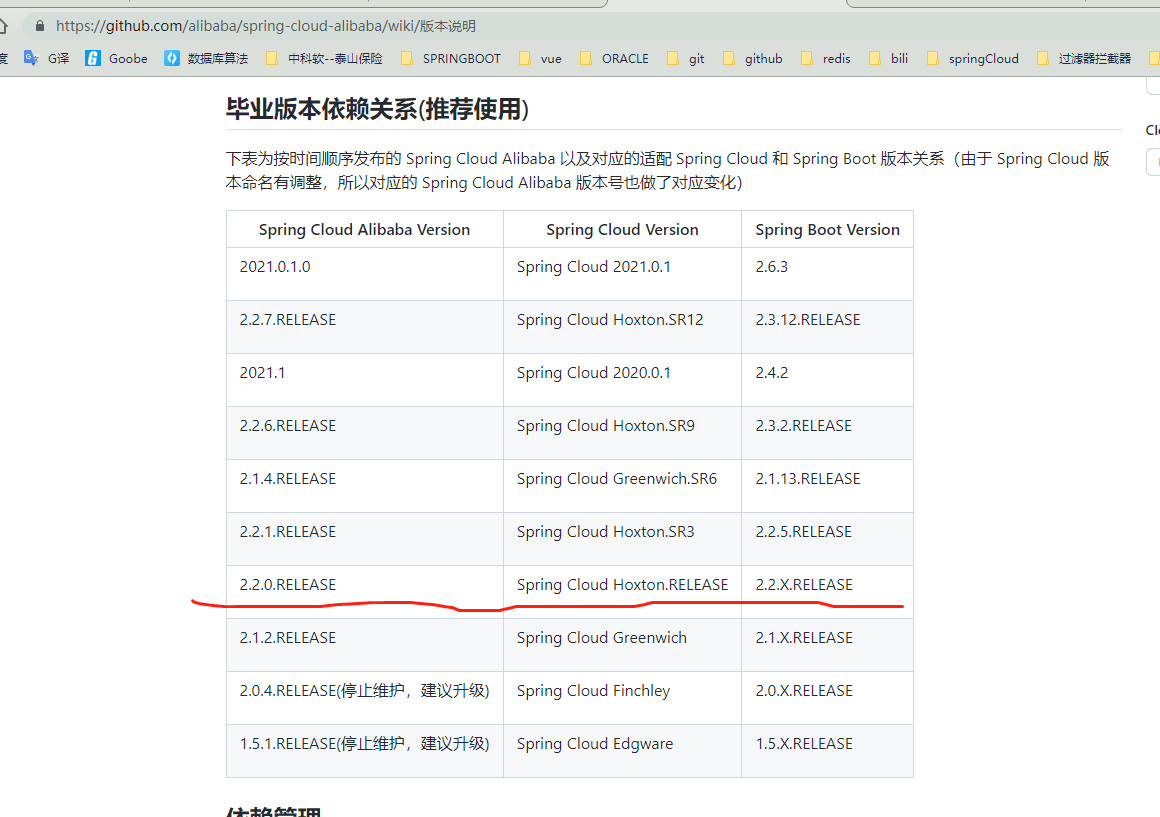 https://github.com/alibaba/spring-cloud-alibaba/wiki/版本说明
度 G译 Goobe 数据库算法 中科软--泰山保险 SPRINGBOOT vue ORACLE git github redis bili springCloud 过滤器拦截器
毕业版本依赖关系(推荐使用)
Cl
下表为按时间顺序发布的 Spring Cloud Alibaba 以及对应的适配 Spring Cloud 和 Spring Boot 版本关系（由于 Spring Cloud 版
本命名有调整，所以对应的 Spring Cloud Alibaba 版本号也做了对应变化）
Spring Cloud Alibaba Version Spring Cloud Version Spring Boot Version
2021.0.1.0 Spring Cloud 2021.0.1 2.6.3
2.2.7.RELEASE Spring Cloud Hoxton.SR12 2.3.12.RELEASE
2021.1 Spring Cloud 2020.0.1 2.4.2
2.2.6.RELEASE Spring Cloud Hoxton.SR9 2.3.2.RELEASE
2.1.4.RELEASE Spring Cloud Greenwich.SR6 2.1.13.RELEASE
2.2.1.RELEASE Spring Cloud Hoxton.SR3 2.2.5.RELEASE
2.2.0.RELEASE Spring Cloud Hoxton.RELEASE 2.2.X.RELEASE
2.1.2.RELEASE Spring Cloud Greenwich 2.1.X.RELEASE
2.0.4.RELEASE(停止维护，建议升级) Spring Cloud Finchley 2.0.X.RELEASE
1.5.1.RELEASE(停止维护，建议升级) Spring Cloud Edgware 1.5.X.RELEASE
依赖管理